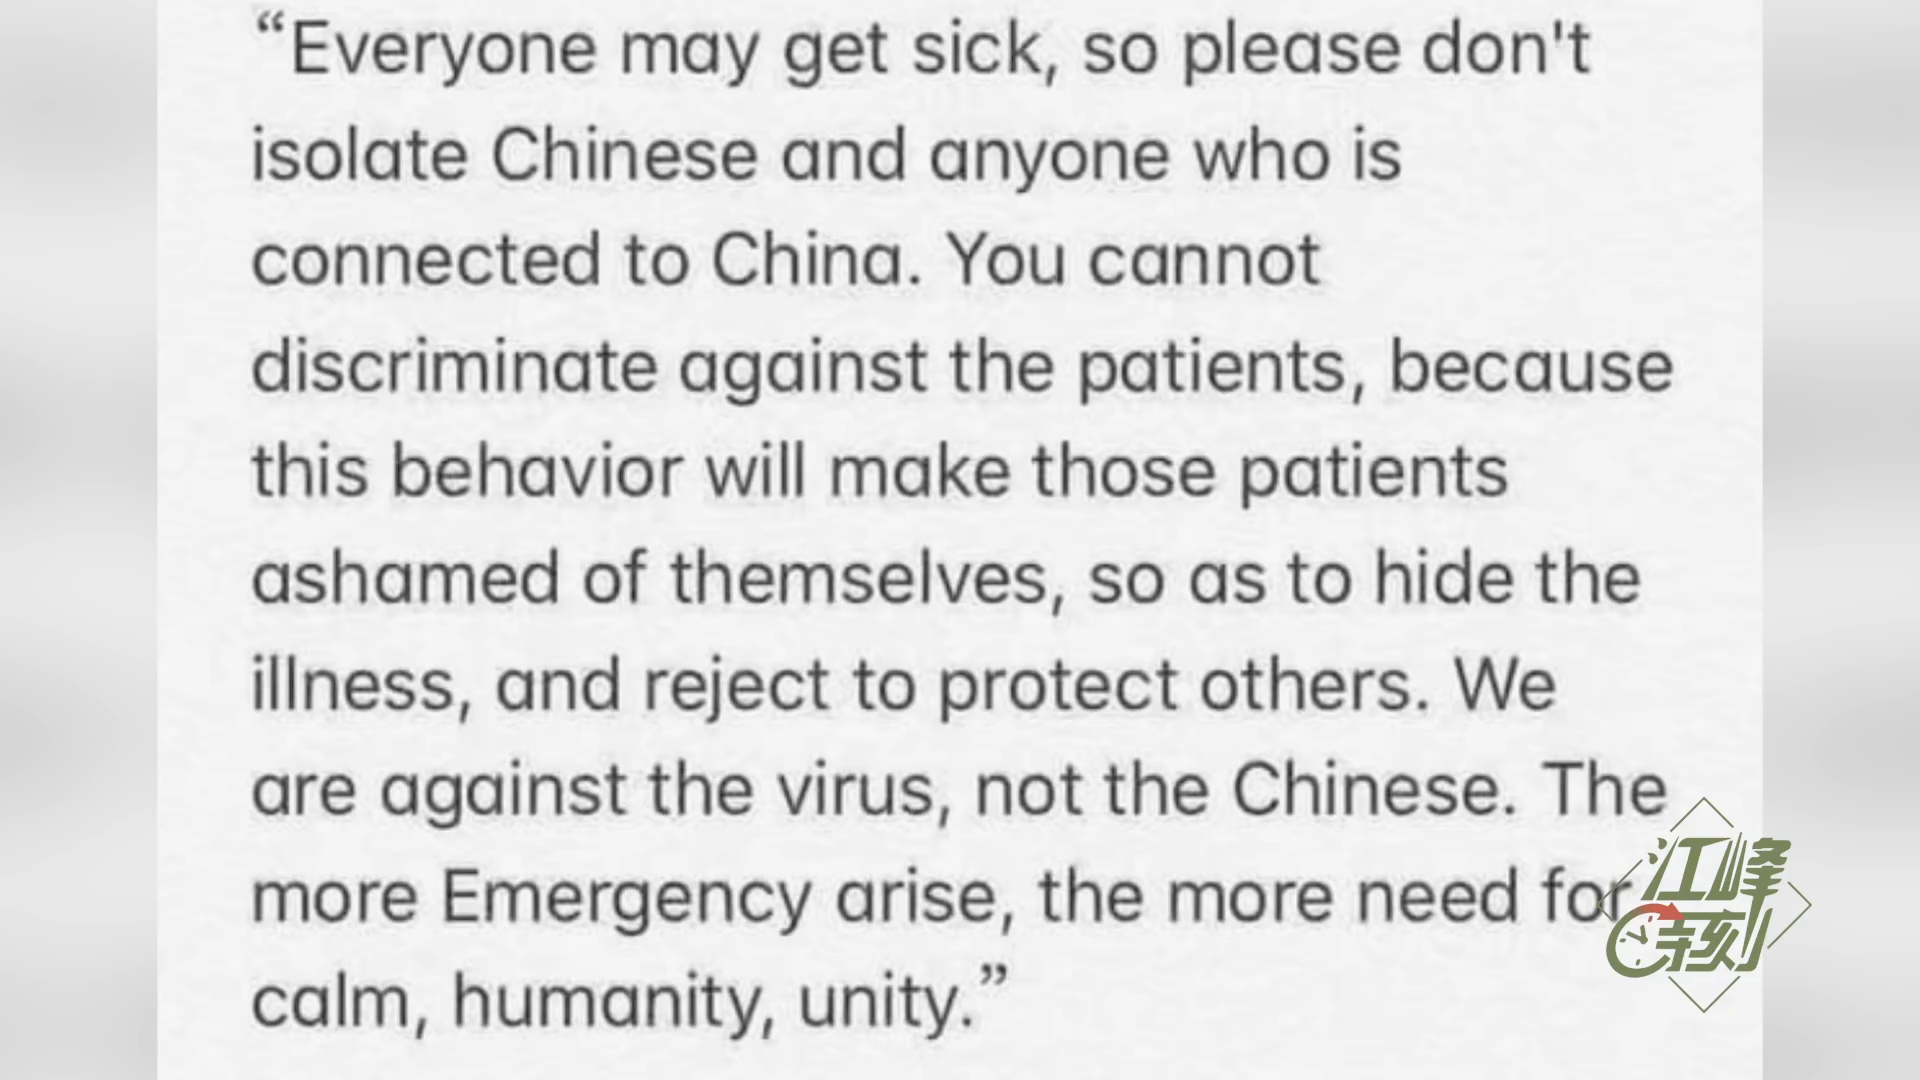 “Everyone may get sick, so please don't
isolate Chinese and anyone who is
connected to China. You cannot
discriminate against the patients, because
this behavior will make those patients
ashamed of themselves, so as to hide the
illness, and reject to protect others. We
are against the virus, not the Chinese. The
more Emergency arise, the more need for
calm, humanity, unity.”
江峰
时刻